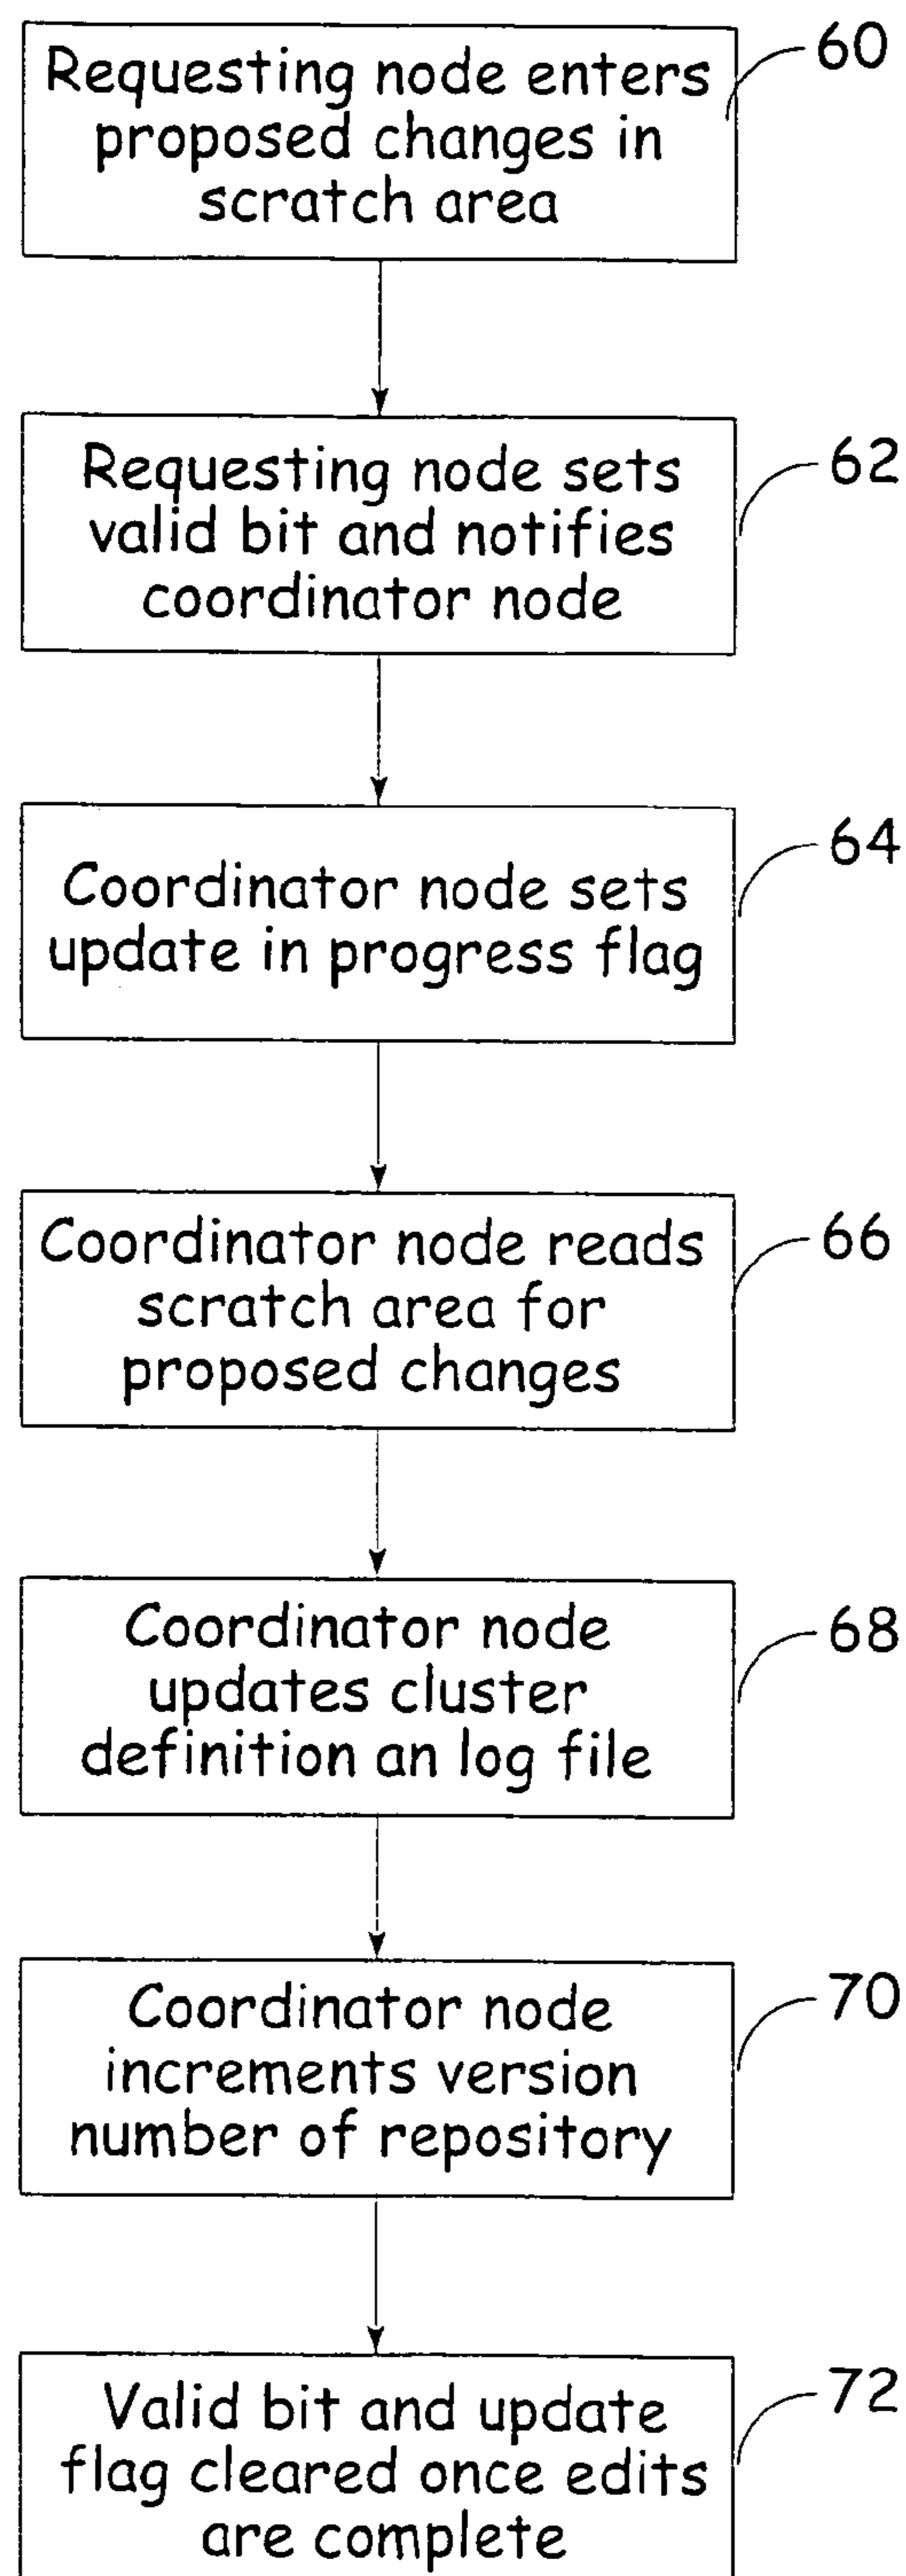 Requesting node enters
proposed changes in
scratch area
60
Requesting node sets
valid bit and notifies
coordinator node
62
Coordinator node sets
update in progress flag
64
Coordinator node reads
scratch area for
proposed changes
66
Coordinator node
updates cluster
definition an log file
68
Coordinator node
increments version
number of repository
70
Valid bit and update
flag cleared once edits
are complete
72